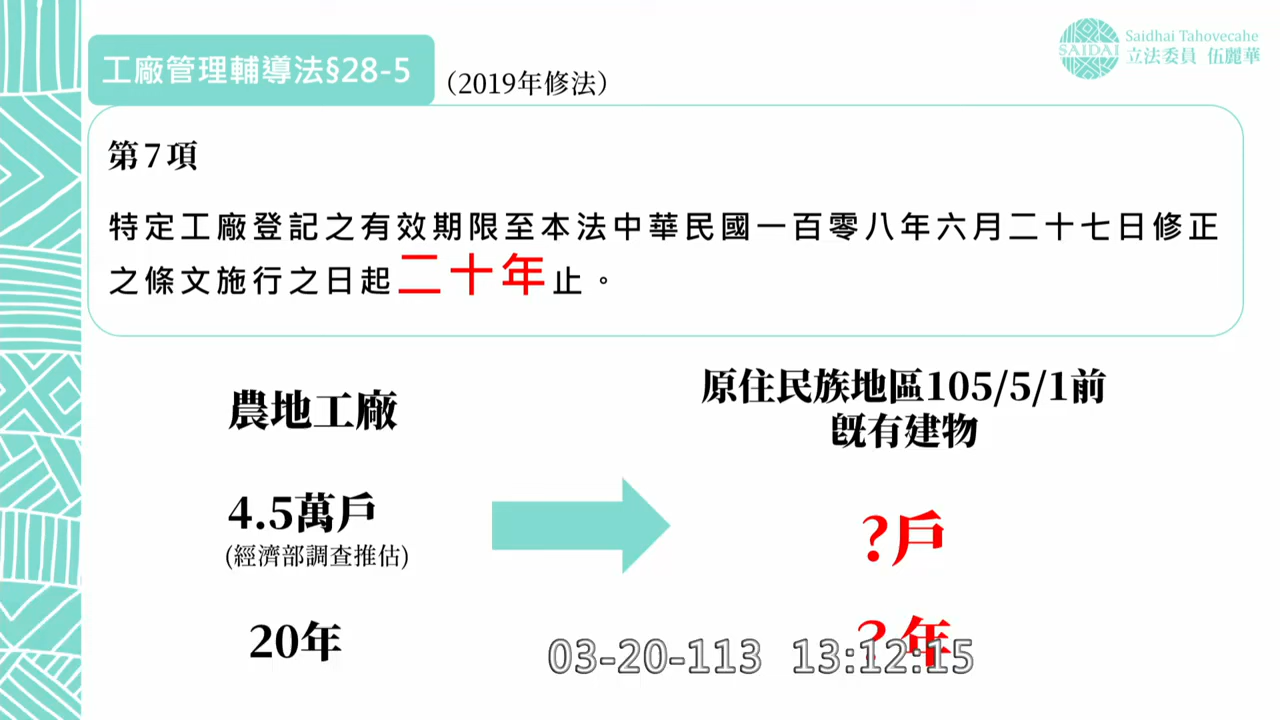 SAIDAI
Saidhai Tahovecahe
立法委員 伍麗華
工廠管理輔導法§28-5
（2019年修法）
第7項
特定工廠登記之有效期限至本法中華民國一百零八年六月二十七日修正
之條文施行之日起二十年止。
農地工廠
原住民族地區105/5/1前
既有建物
4.5萬戶
(經濟部調查推估)
?戶
20年
?年
03-20-113 13:12:15